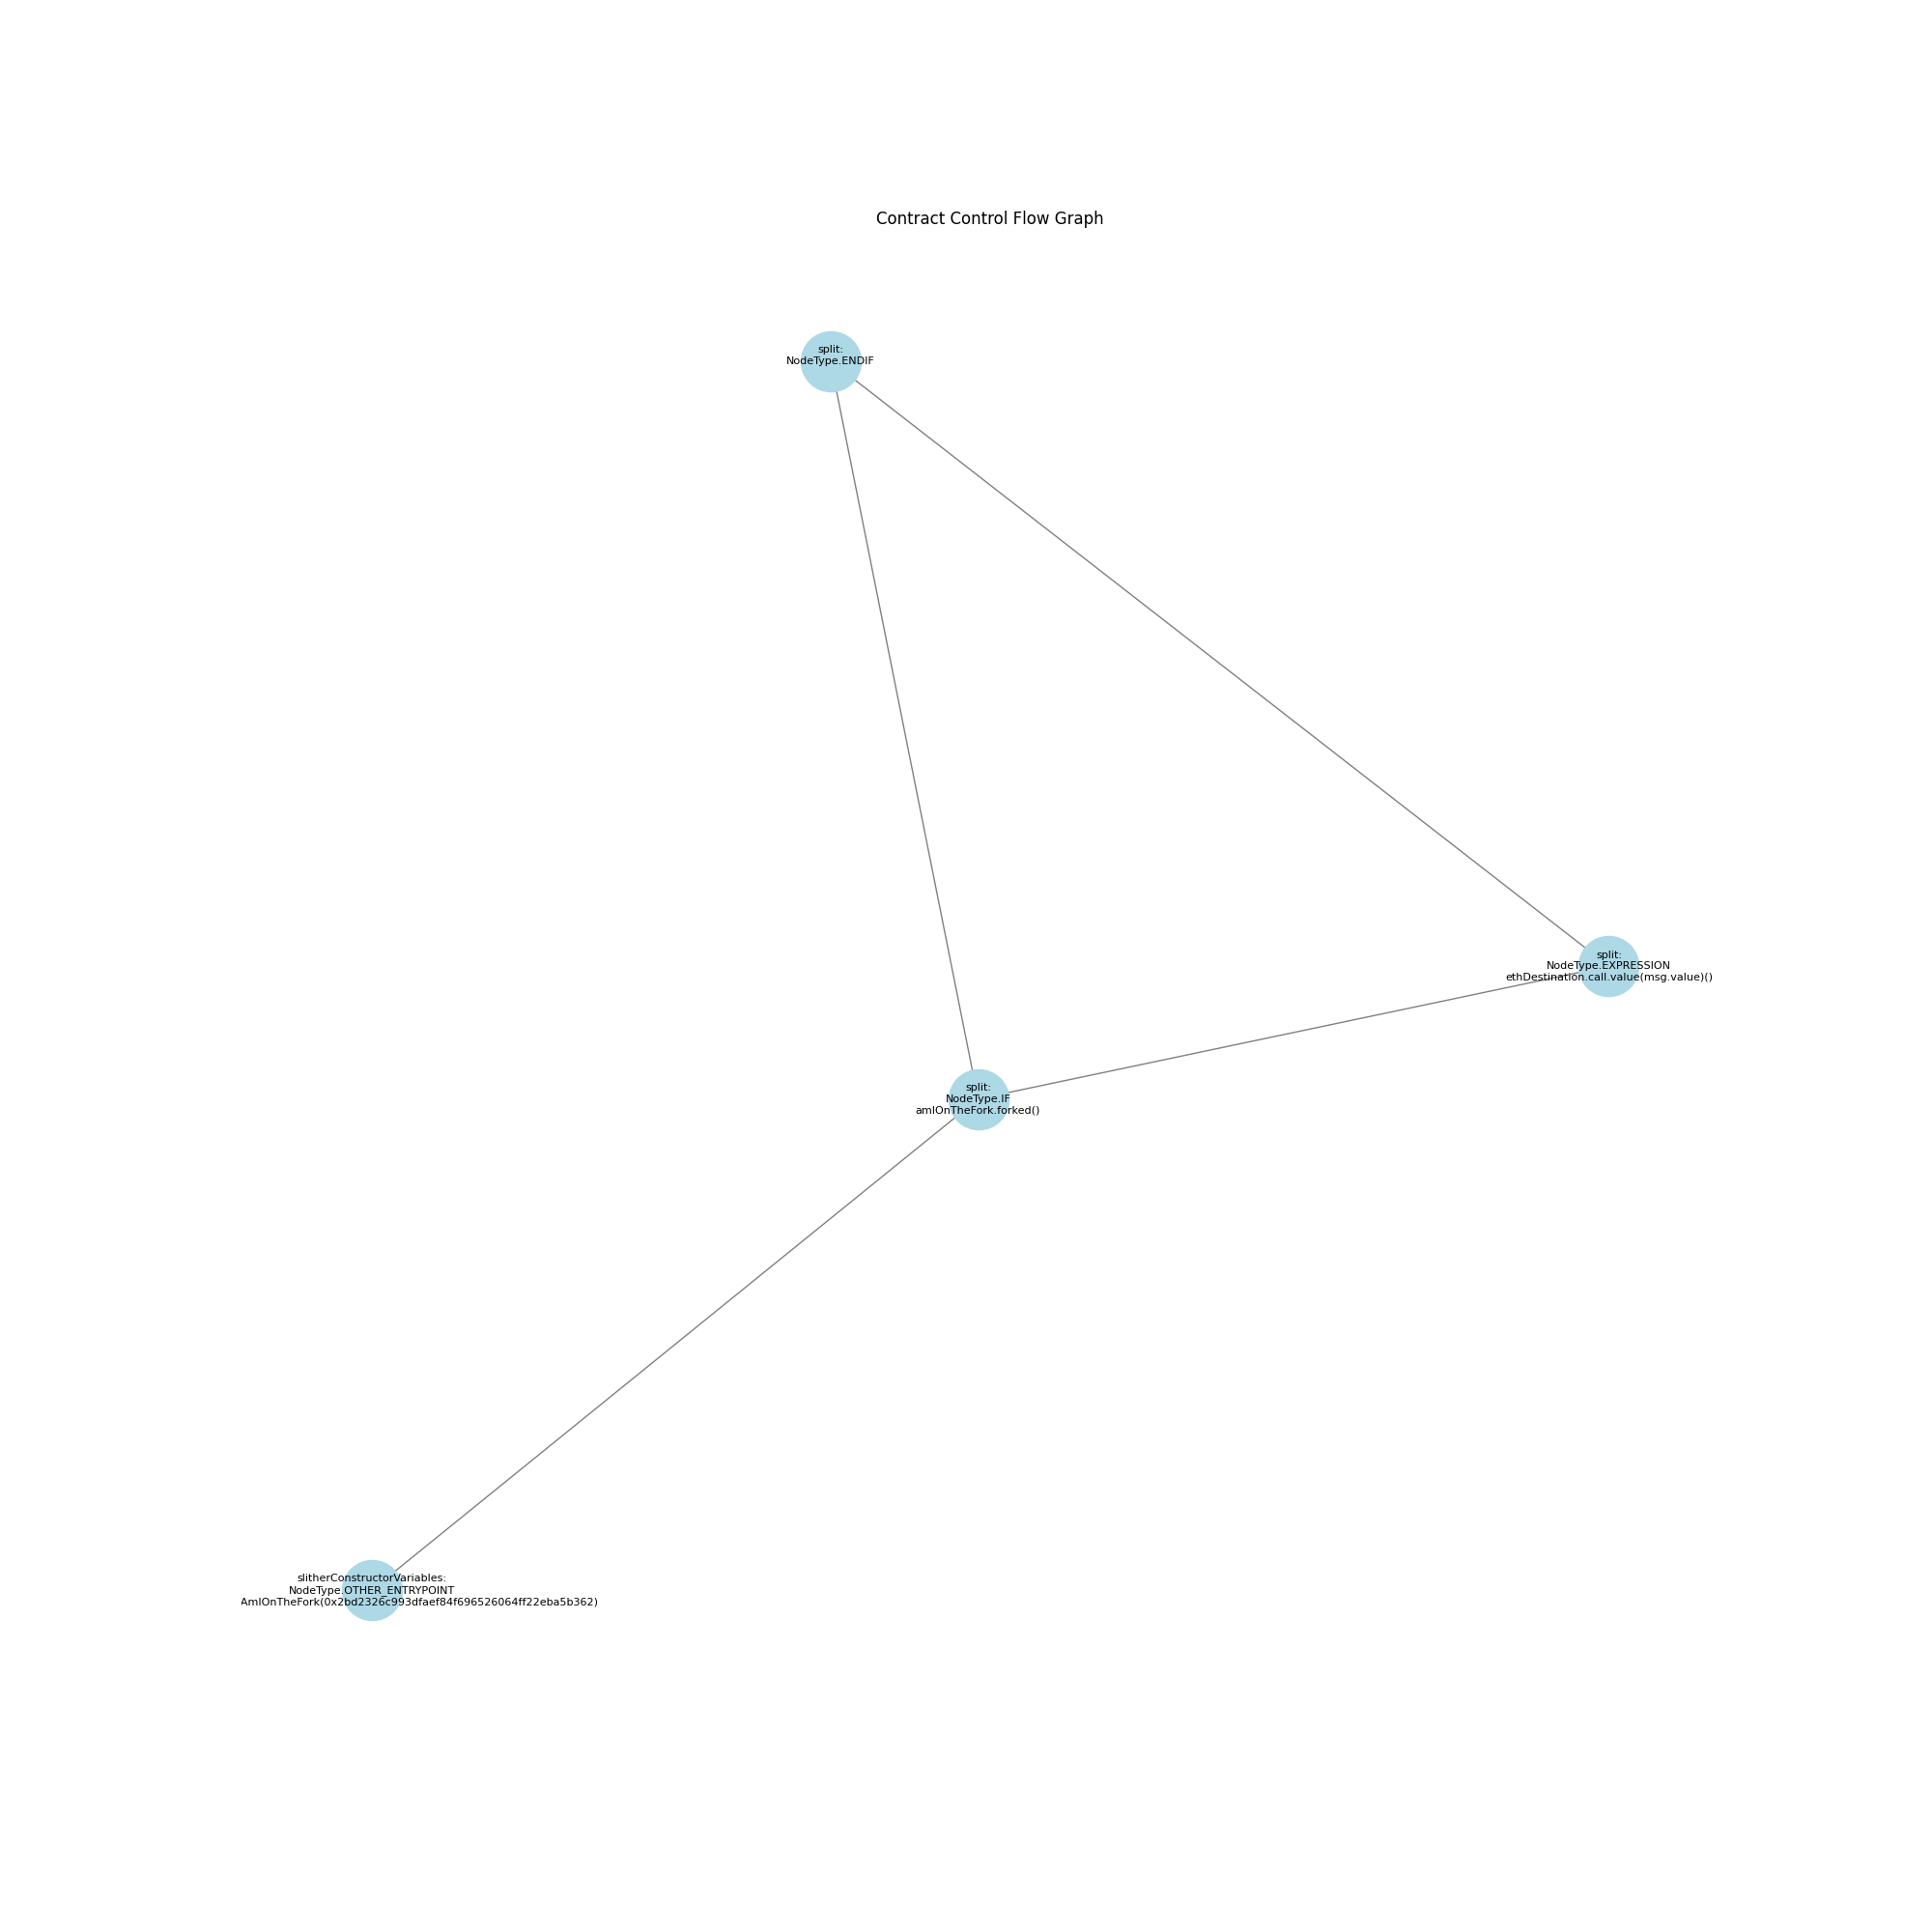 Contract Control Flow Graph
split:
NodeType.ENDIF
split:
NodeType.EXPRESSION
ethDestination.call.value(msg.value)()
split:
NodeType.IF
amIOnTheFork.forked()
slitherConstructorVariables:
NodeType.OTHER_ENTRYPOINT
AmIOnTheFork(0x2bd2326c993dfaef84f696526064ff22eba5b362)